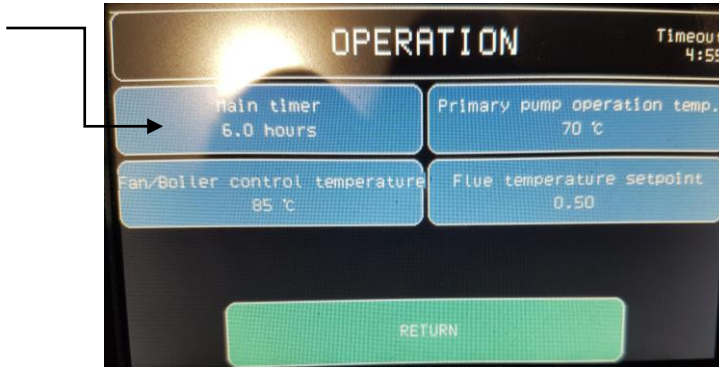 OPERATION
Timeout
4:55
Main timer
6.0 hours
Primary pump operation temp.
70 ℃
Fan/Boiler control temperature
85 ℃
Flue temperature setpoint
0.50
RETURN